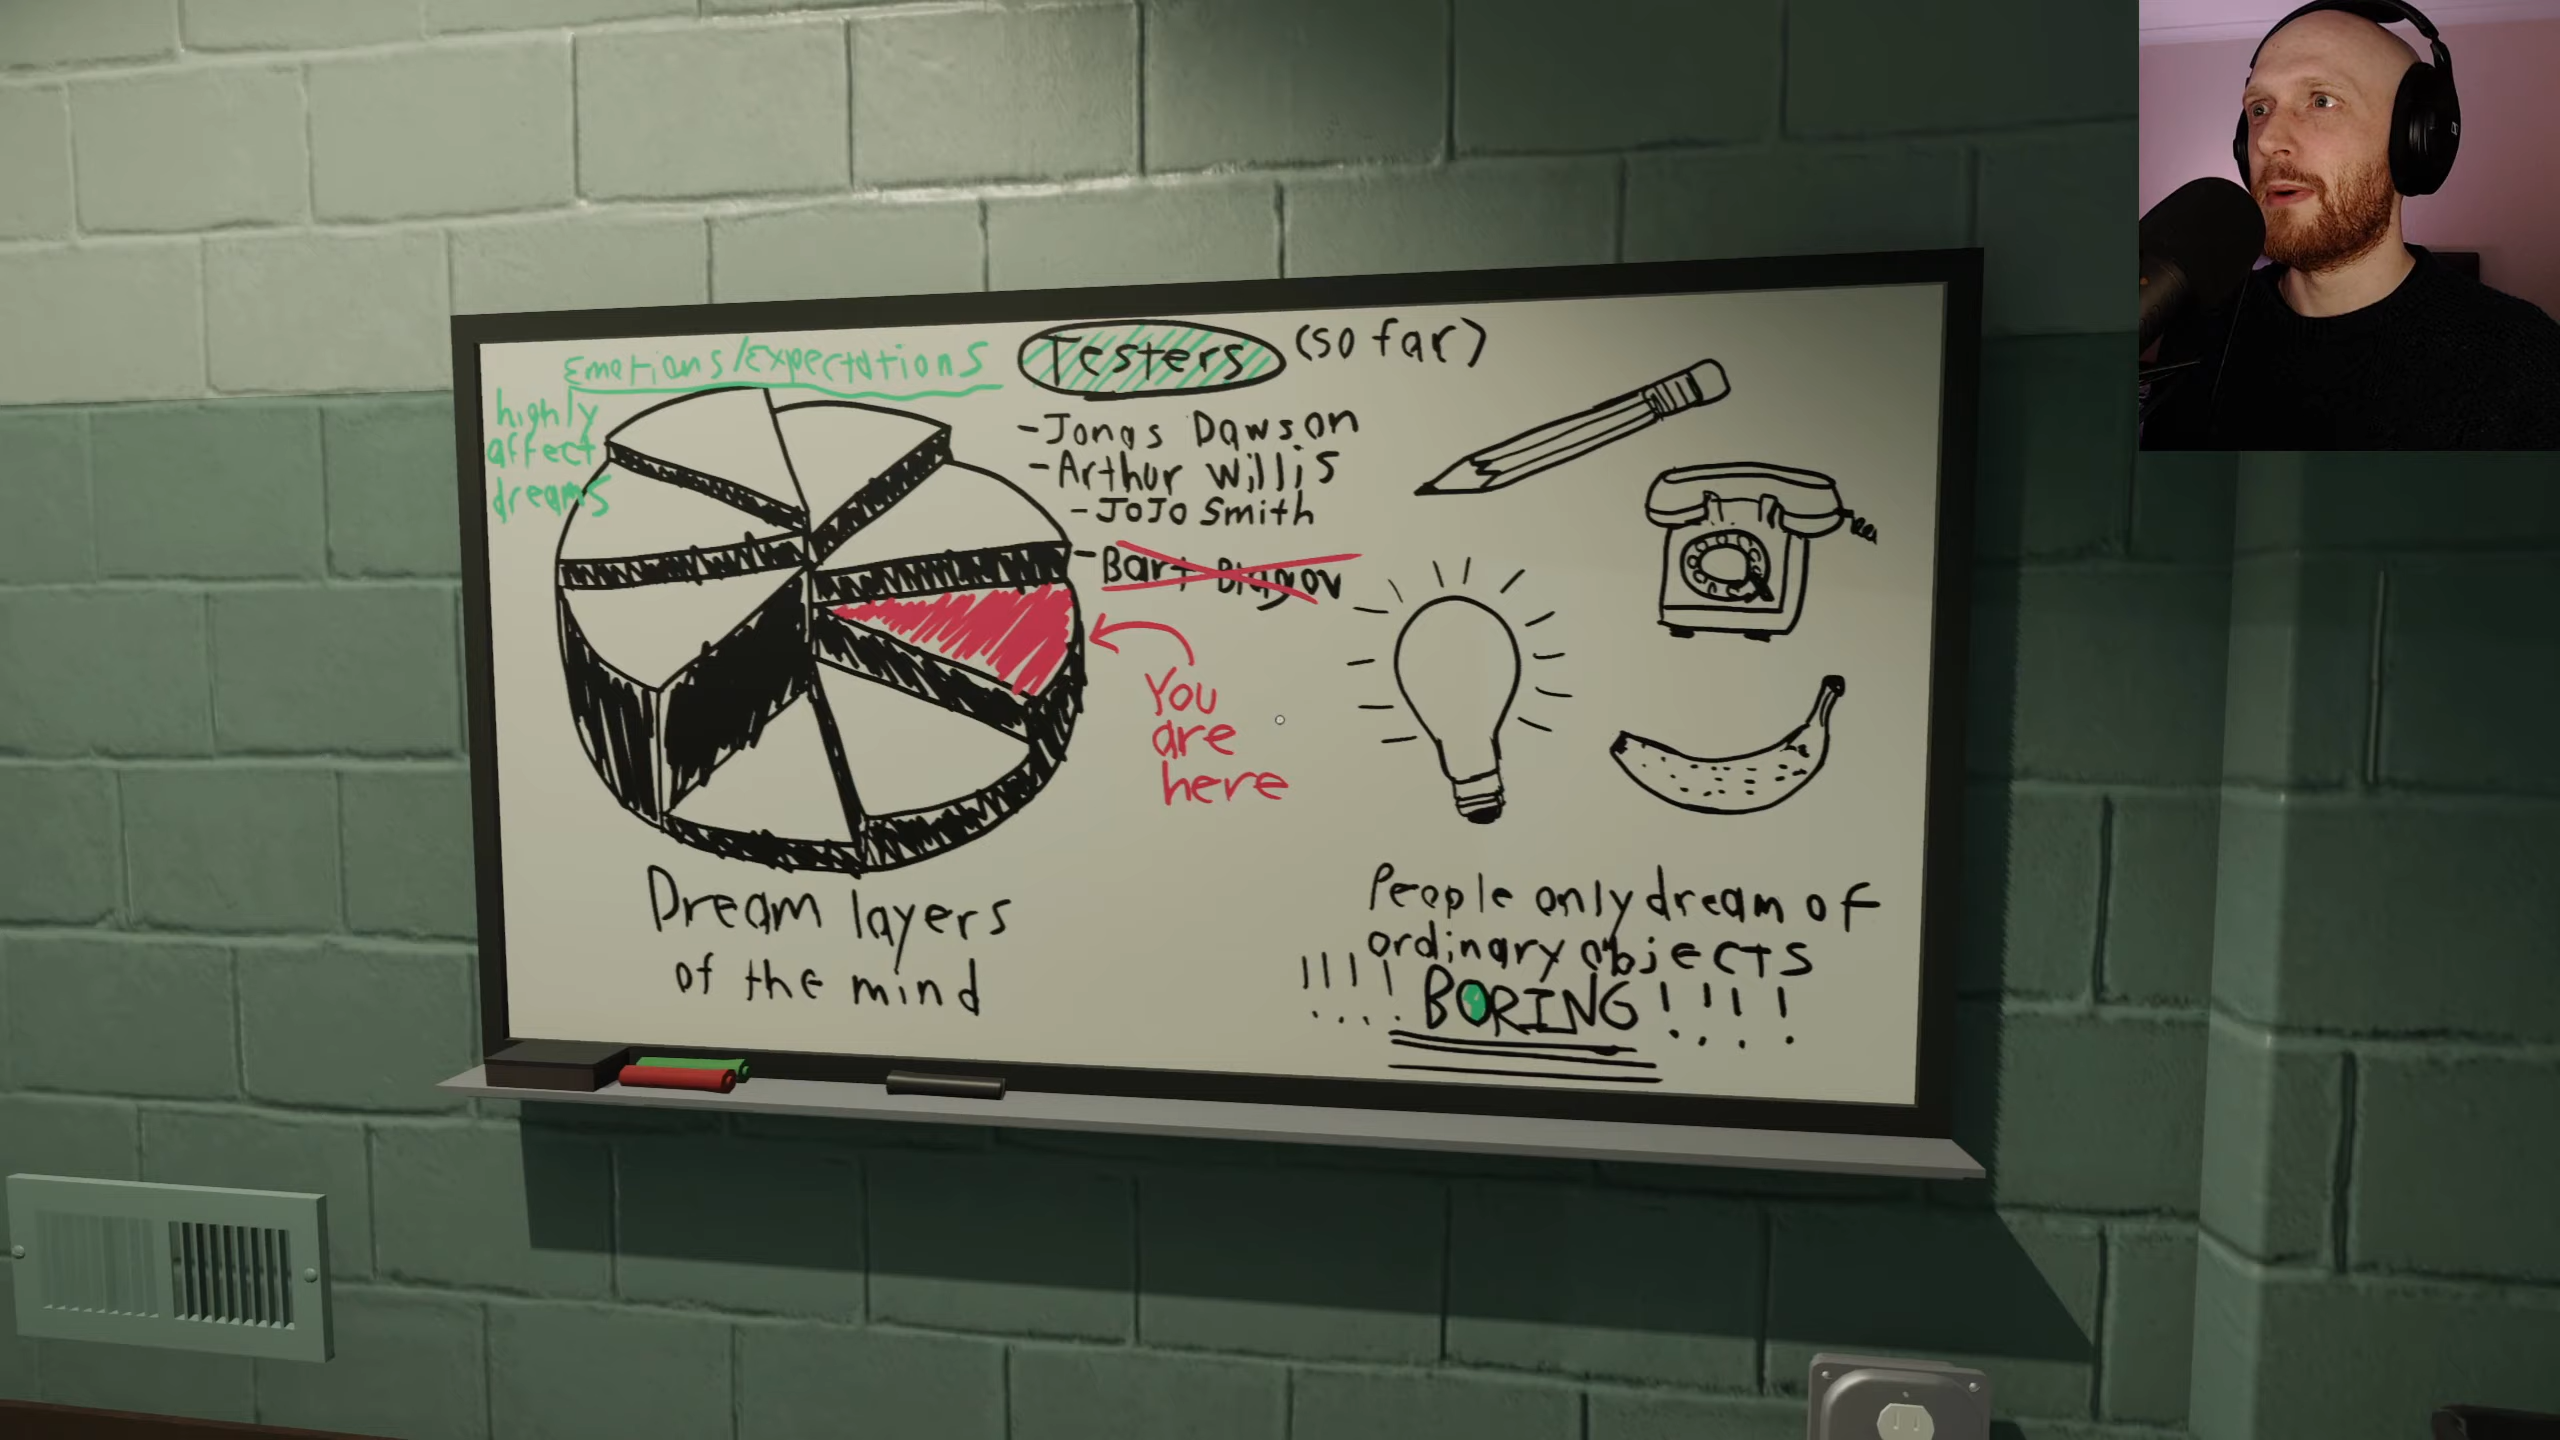 Emotions/Expectations
highly
affect
dreams
Testers (so far)
-Jonas Dawson
-Arthur Willis
-JoJo Smith
-Bart
You
are
here
Dream layers
of the mind
People only dream of
ordinary objects
!!!! BORING!!!!